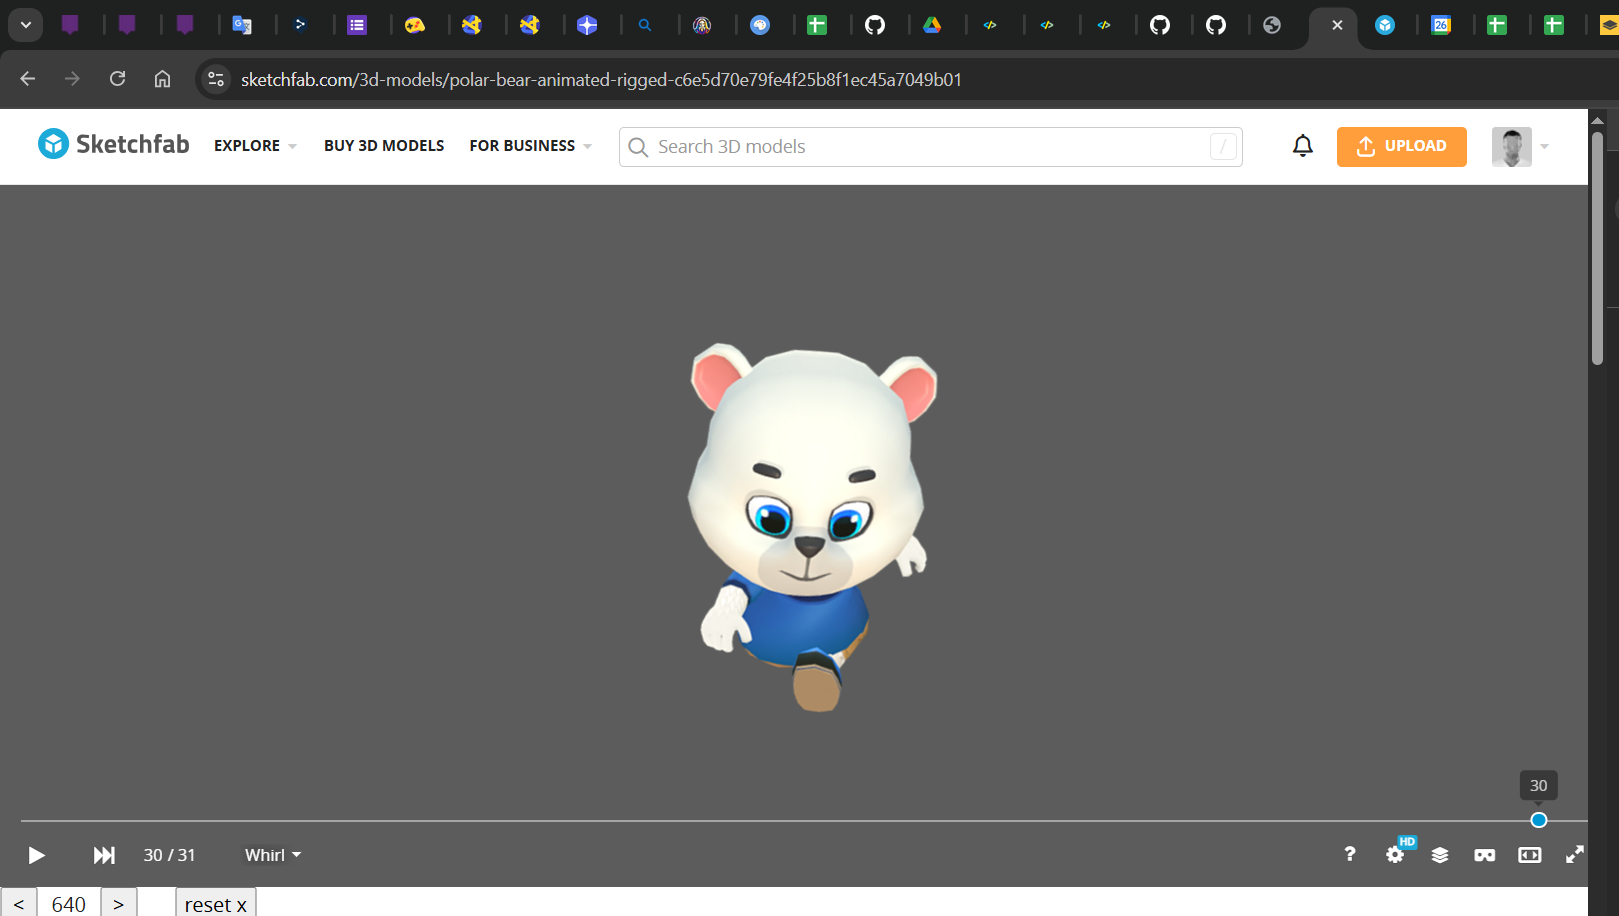 26
sketchfab.com/3d-models/polar-bear-animated-rigged-c6e5d70e79fe4f25b8f1ec45a7049b01
Sketchfab EXPLORE BUY 3D MODELS FOR BUSINESS Search 3D models / UPLOAD
30
30 / 31 Whirl ? HD
< 640 > reset x